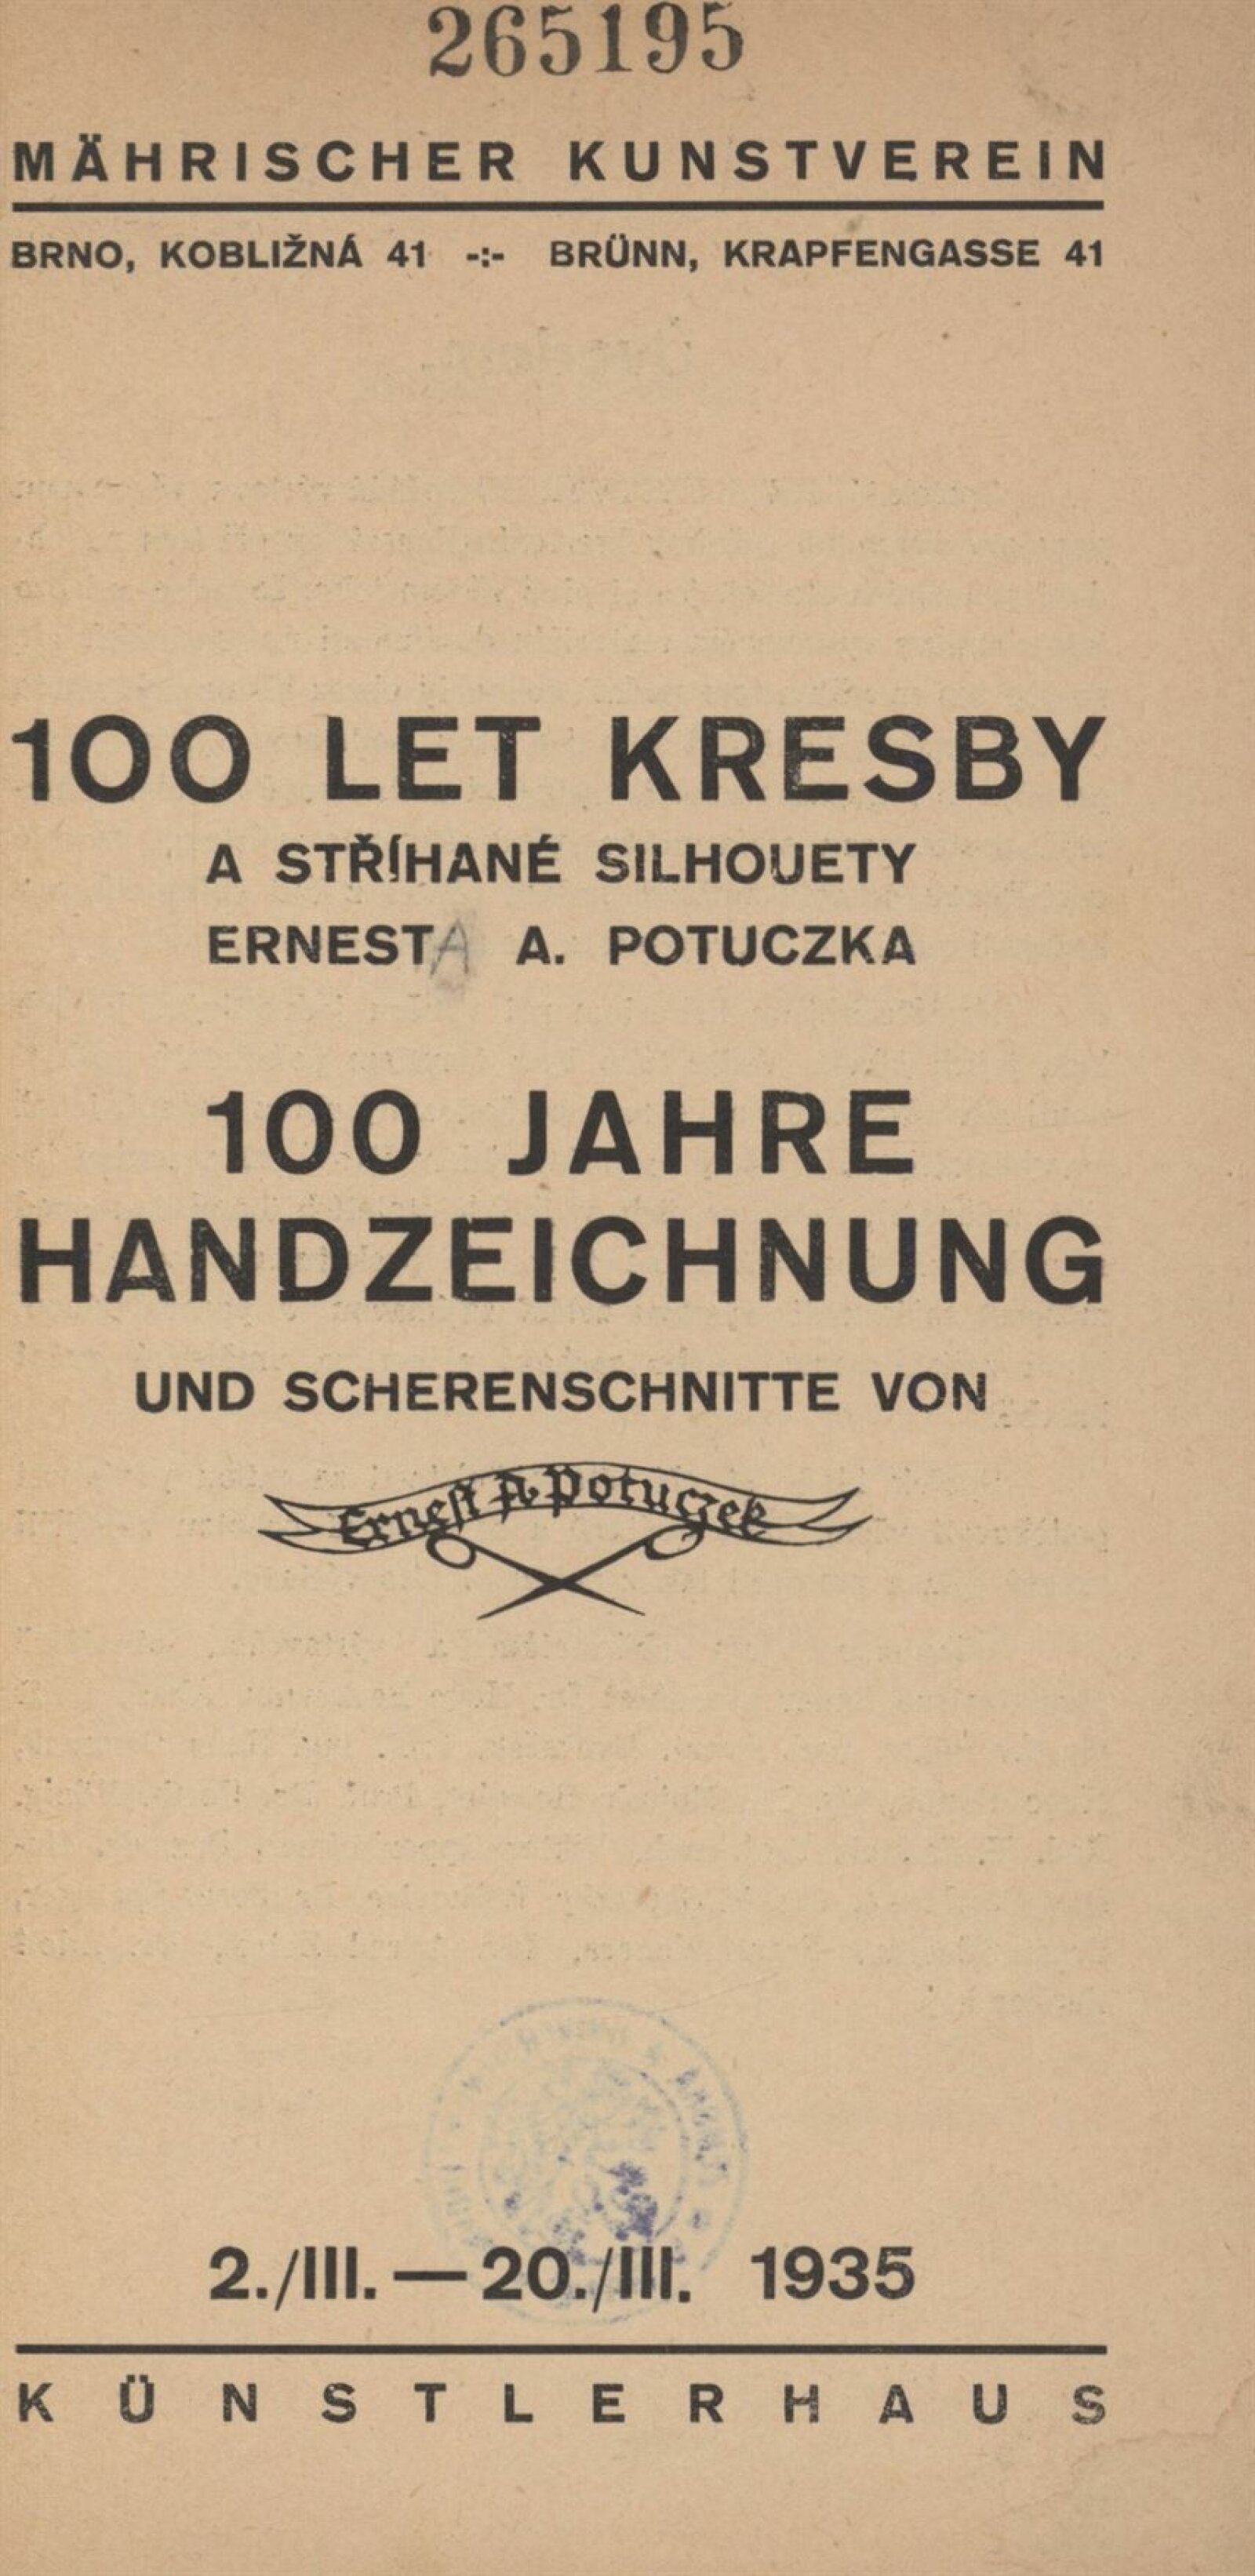 265195
MÄHRISCHER KUNSTVEREIN
BRNO, KOBLIŽNÁ 41 -:- BRÜNN, KRAPFENGASSE 41
100 LET KRESBY
A STŘÍHANÉ SILHOUETY
ERNESTA A. POTUCZKA
100 JAHRE
HANDZEICHNUNG
UND SCHERENSCHNITTE VON
Ernest A. Potuczek
2./III. — 20./III. 1935
KÜNSTLERHAUS